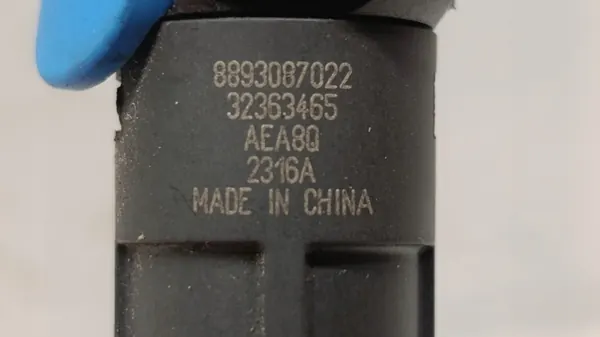 8893087022
32363465
AEA8Q
2316A
MADE IN CHINA